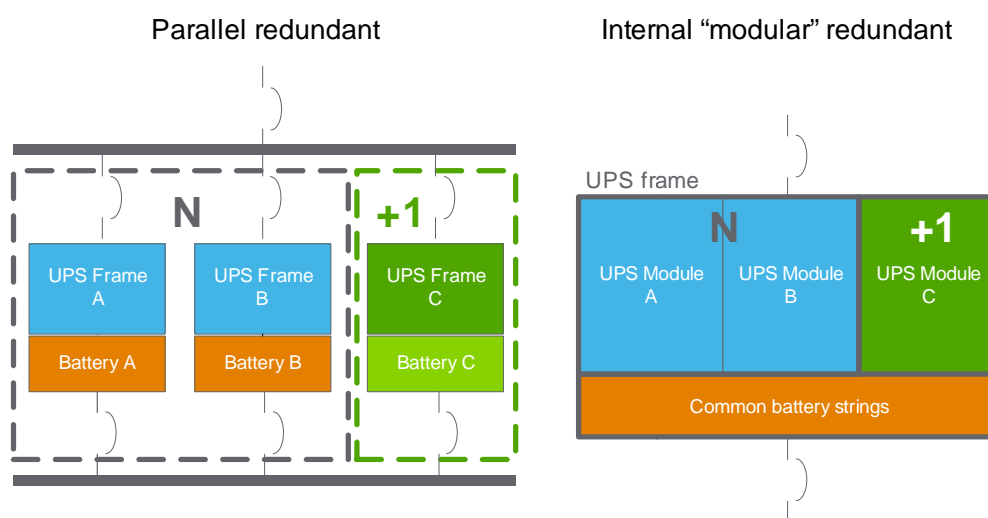 Parallel redundant
N
+1
UPS Frame
A
UPS Frame
B
UPS Frame
C
Battery A
Battery B
Battery C
Internal “modular” redundant
UPS frame
N
+1
UPS Module
A
UPS Module
B
UPS Module
C
Common battery strings